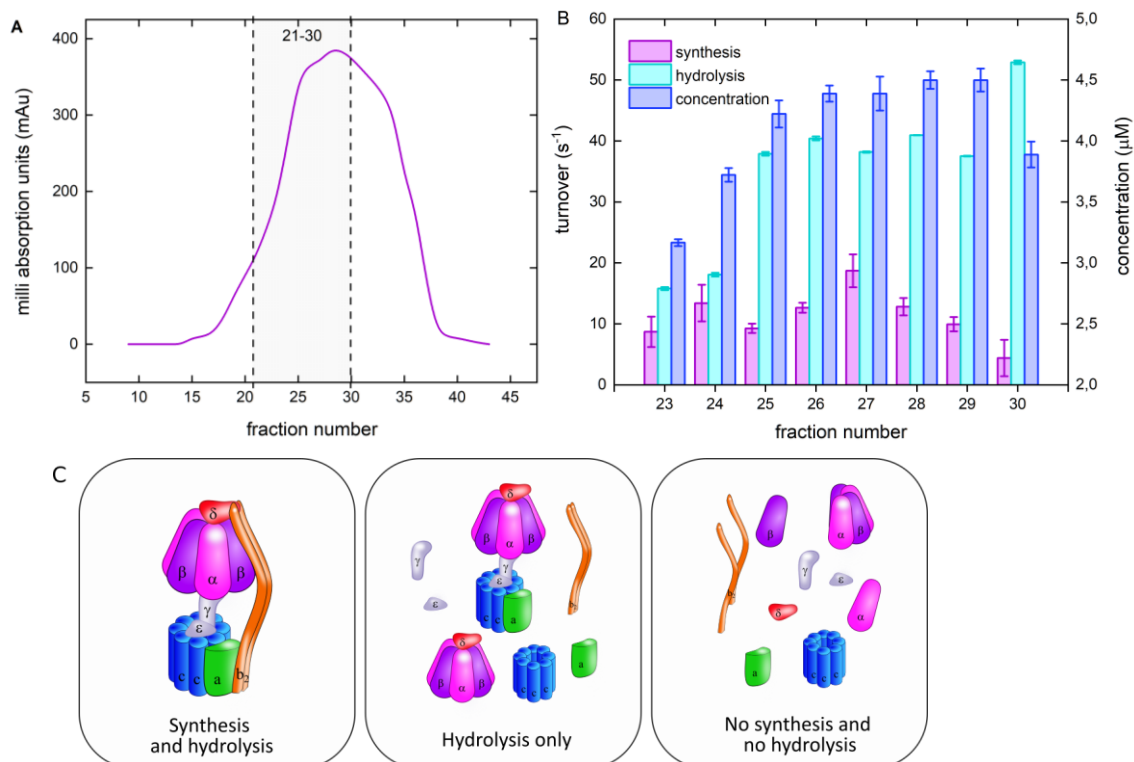 A
21-30
400
300
200
100
0
milli absorption units (mAu)
5 10 15 20 25 30 35 40 45
fraction number
B
synthesis
hydrolysis
concentration
60
50
40
30
20
10
0
turnover (s⁻¹)
5,0
4,5
4,0
3,5
3,0
2,5
2,0
concentration (µM)
23 24 25 26 27 28 29 30
fraction number
C
δ
β α β
γ
ε
c c a b2
Synthesis
and hydrolysis
δ
β α β
γ γ
ε ε
c c a b2
δ
β α β
c c c a
Hydrolysis only
β α β
γ ε
b2 δ α
a c c c
No synthesis and
no hydrolysis